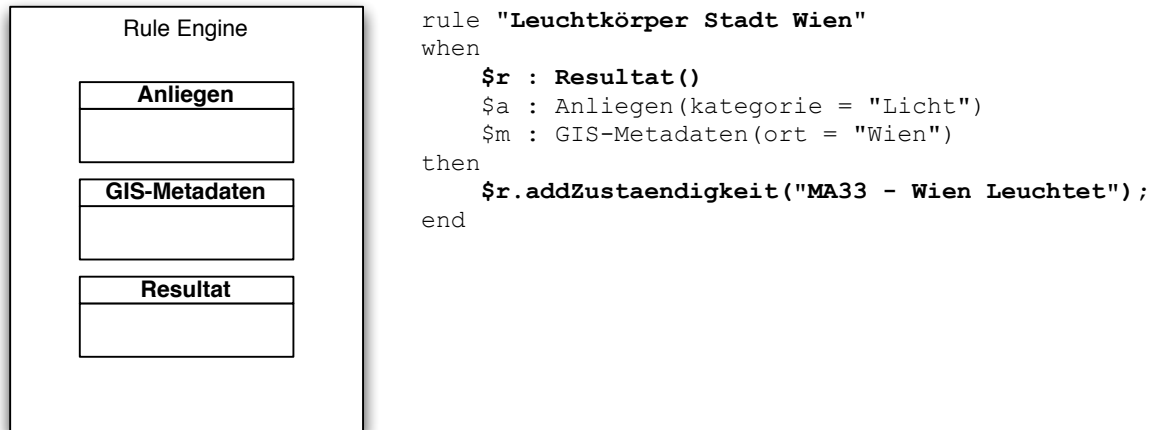 Rule Engine
Anliegen
GIS-Metadaten
Resultat
rule "Leuchtkörper Stadt Wien"
when
    $r : Resultat()
    $a : Anliegen(kategorie = "Licht")
    $m : GIS-Metadaten(ort = "Wien")
then
    $r.addZustaendigkeit("MA33 - Wien Leuchtet");
end